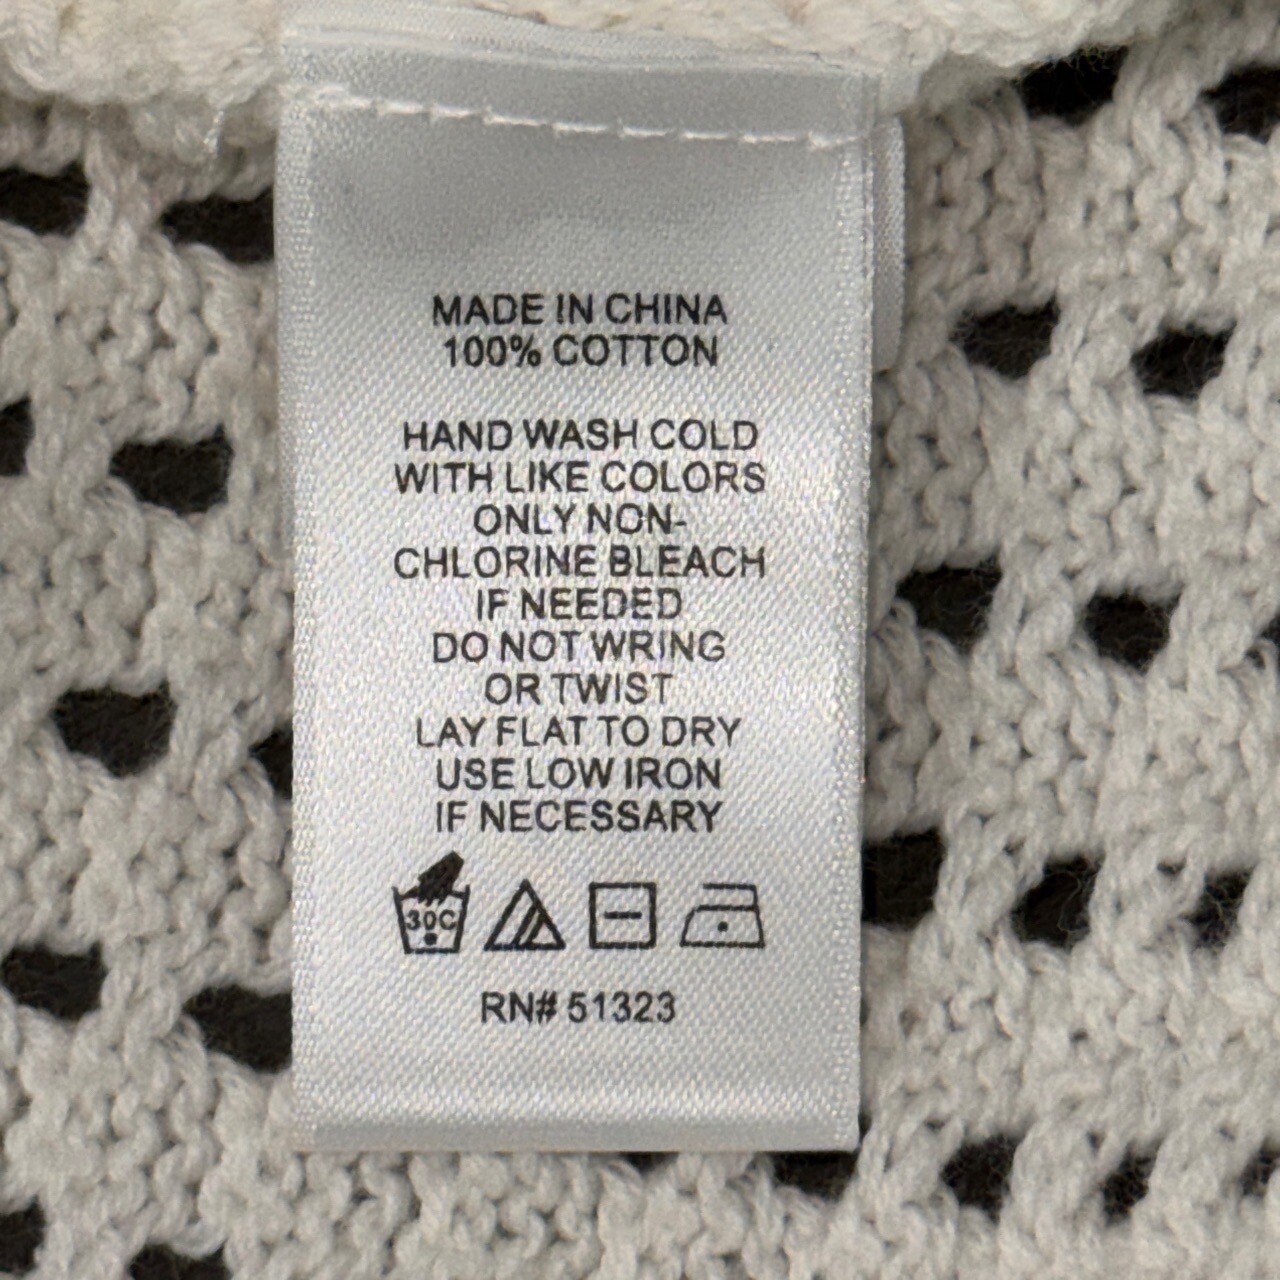 MADE IN CHINA
100% COTTON
HAND WASH COLD
WITH LIKE COLORS
ONLY NON-
CHLORINE BLEACH
IF NEEDED
DO NOT WRING
OR TWIST
LAY FLAT TO DRY
USE LOW IRON
IF NECESSARY
30C
RN# 51323